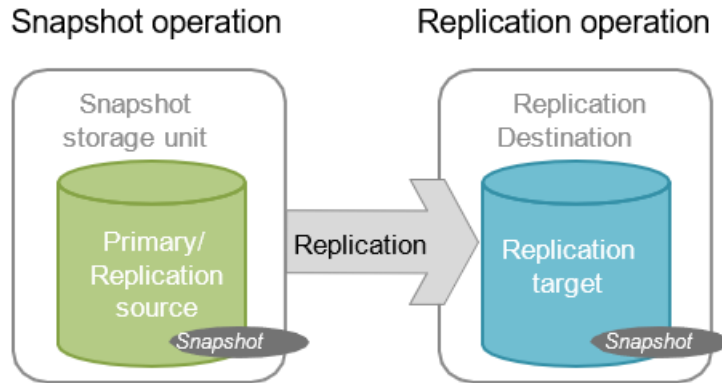 Snapshot operation
Replication operation
Snapshot
storage unit
Primary/
Replication
source
Snapshot
Replication
Replication
Destination
Replication
target
Snapshot